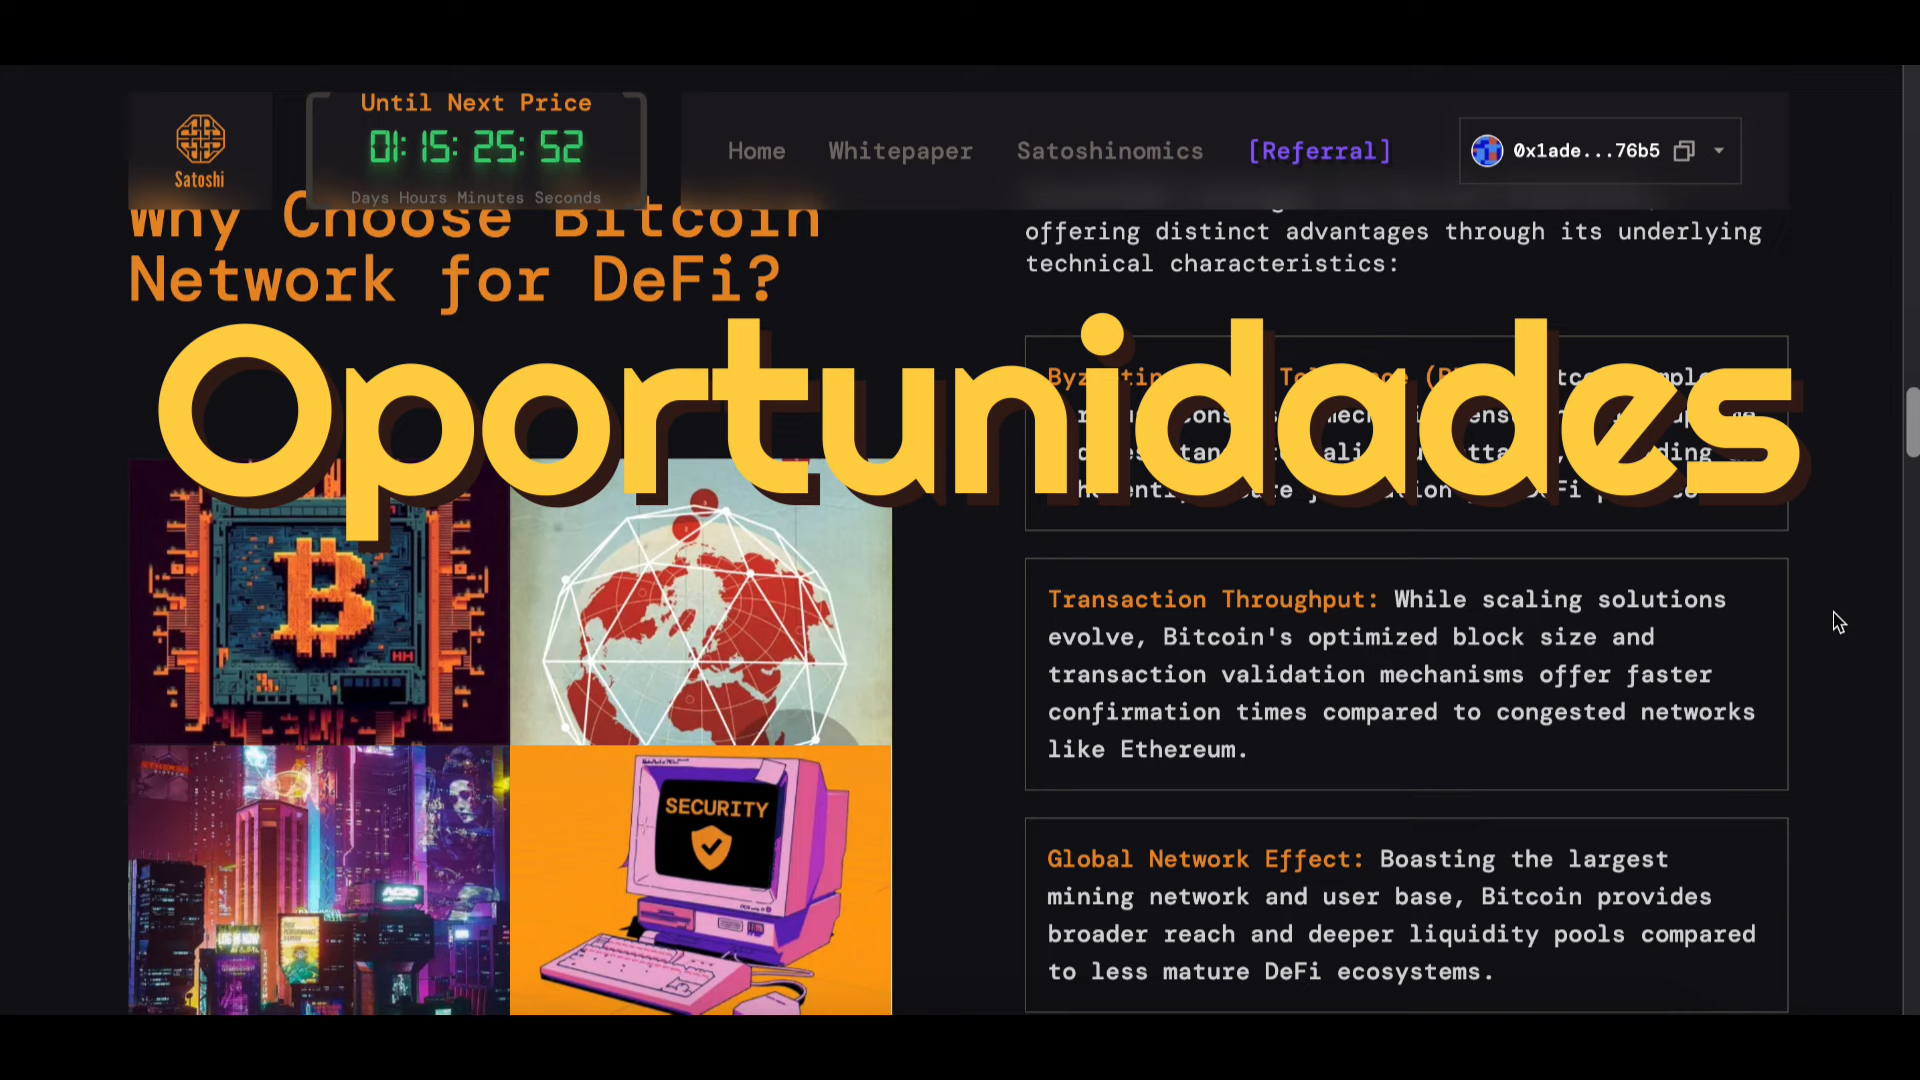 Satoshi
Until Next Price
01: 15: 25: 52
Days Hours Minutes Seconds
Home
Whitepaper
Satoshinomics
[Referral]
0x1ade...76b5
Why Choose Bitcoin
Network for DeFi?
Oportunidades
HH
SECURITY
offering distinct advantages through its underlying
technical characteristics:
Transaction Throughput: While scaling solutions
evolve, Bitcoin's optimized block size and
transaction validation mechanisms offer faster
confirmation times compared to congested networks
like Ethereum.
Global Network Effect: Boasting the largest
mining network and user base, Bitcoin provides
broader reach and deeper liquidity pools compared
to less mature DeFi ecosystems.